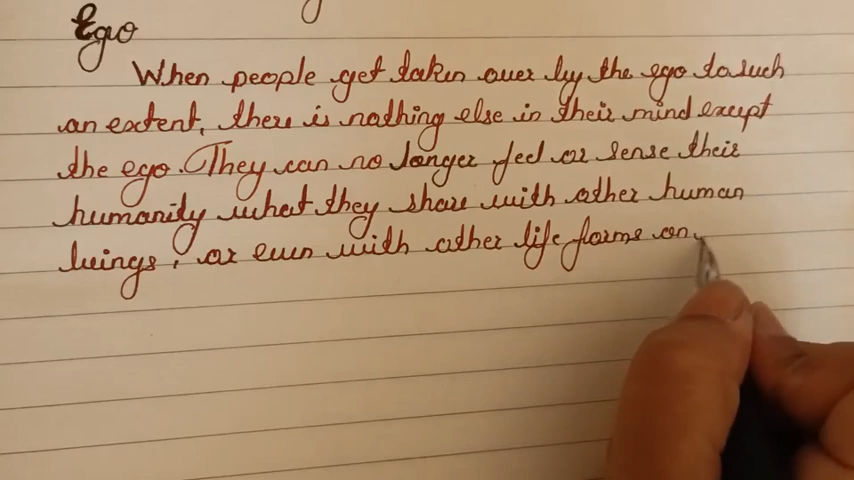 Ego
When people get taken over by the ego to such
an extent, there is nothing else in their mind except
the ego. They can no longer feel or sense their
humanity what they share with other human
beings, or even with other life forms on